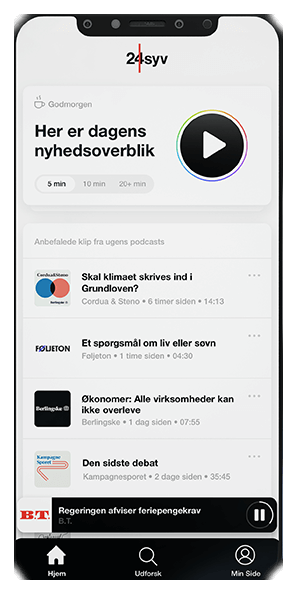 24syv
Godmorgen
Her er dagens
nyhedsoverblik
5 min 10 min 20+ min
Anbefalede klip fra ugens podcasts
Cordua&Steno
Skal klimaet skrives ind i
Grundloven?
Cordua & Steno • 6 timer siden • 14:13
FØLJETON
Et spørgsmål om liv eller søvn
Føljeton • 1 time siden • 04:30
Berlingske
Økonomer: Alle virksomheder kan
ikke overleve
Berlingske • 1 dag siden • 07:55
Kampagne
Sporet
Den sidste debat
Kampagnesporet • 2 dage siden • 35:45
B.T.
Regeringen afviser feriepengekrav
B.T.
Hjem Udforsk Min Side